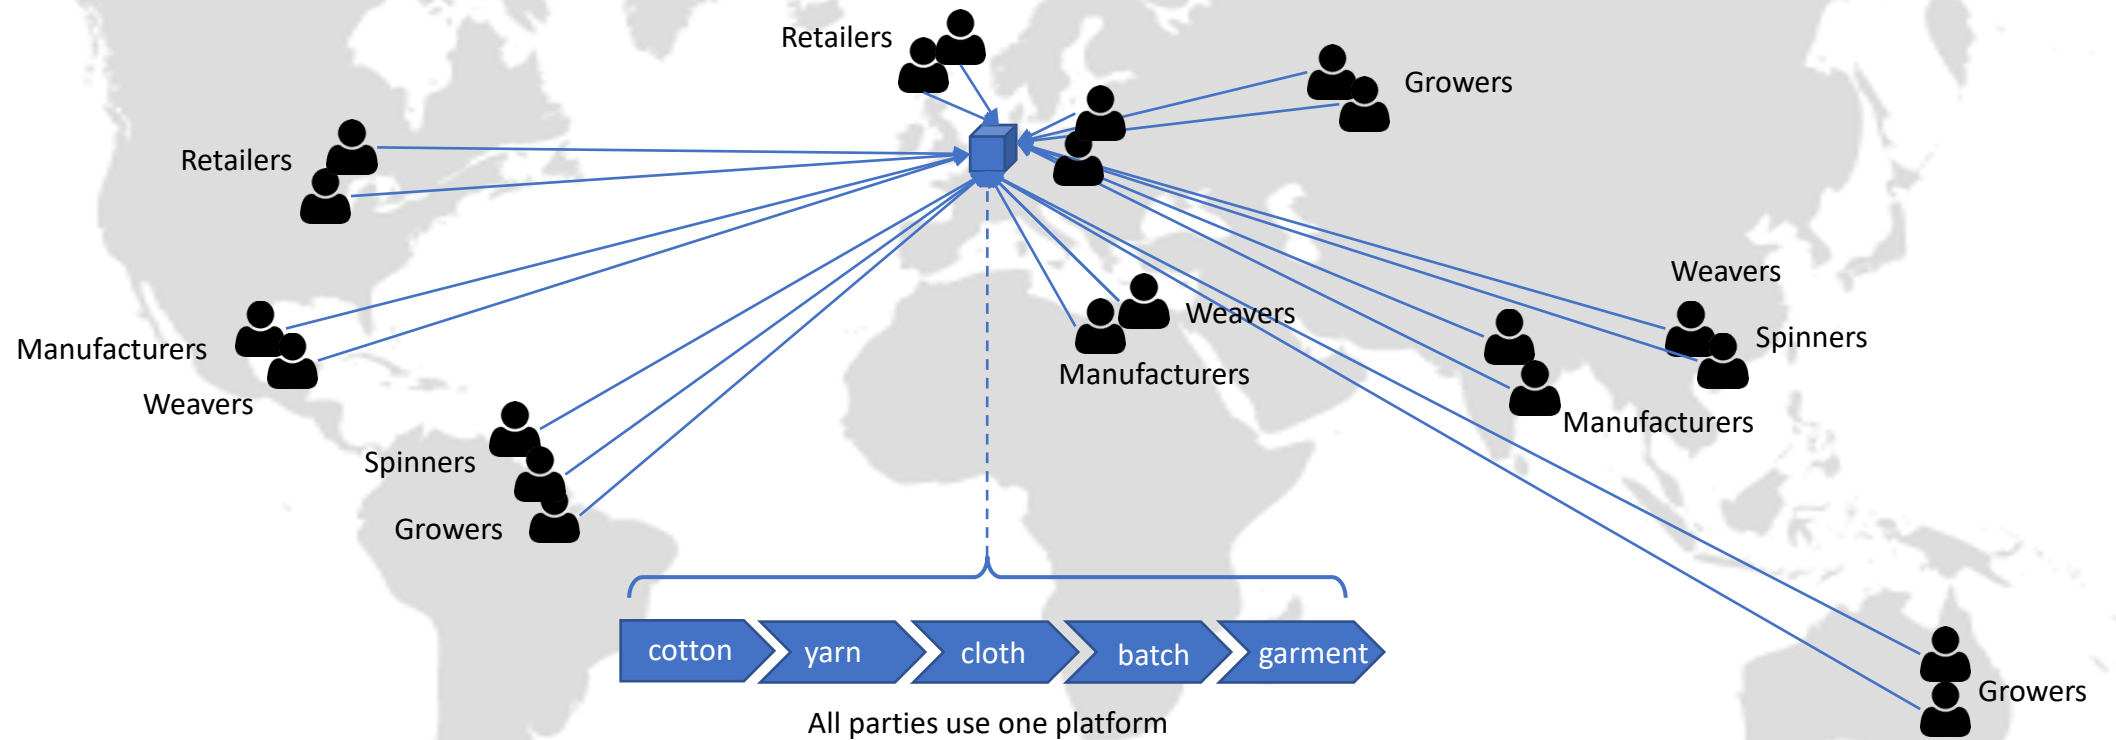 Retailers
Growers
Retailers
Weavers
Weavers
Spinners
Manufacturers
Manufacturers
Weavers
Manufacturers
Spinners
Growers
cotton
yarn
cloth
batch
garment
Growers
All parties use one platform